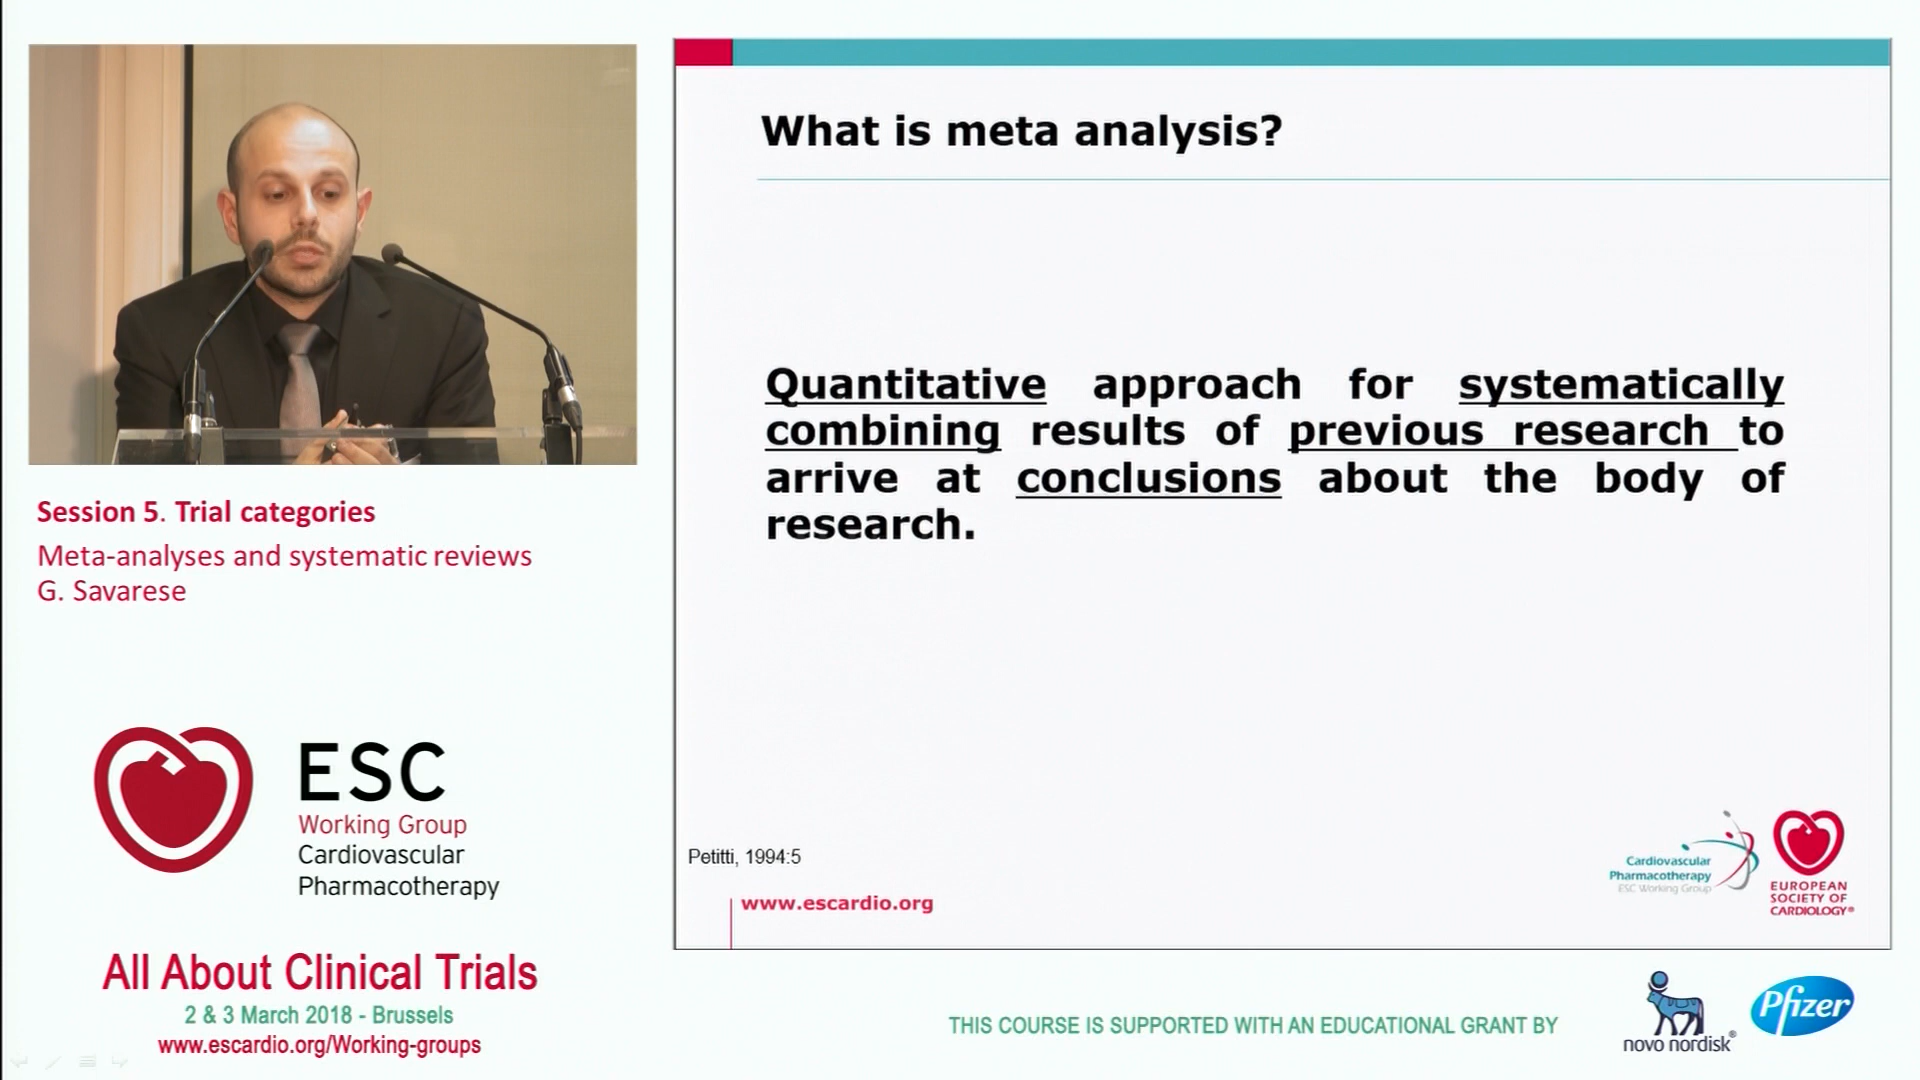 What is meta analysis?
Quantitative approach for systematically
combining results of previous research to
arrive at conclusions about the body of
research.
Petitti, 1994:5
www.escardio.org
Cardiovascular
Pharmacotherapy
ESC Working Group
EUROPEAN
SOCIETY OF
CARDIOLOGY®
Session 5. Trial categories
Meta-analyses and systematic reviews
G. Savarese
ESC
Working Group
Cardiovascular
Pharmacotherapy
All About Clinical Trials
2 & 3 March 2018 - Brussels
www.escardio.org/Working-groups
THIS COURSE IS SUPPORTED WITH AN EDUCATIONAL GRANT BY
novo nordisk®
Pfizer